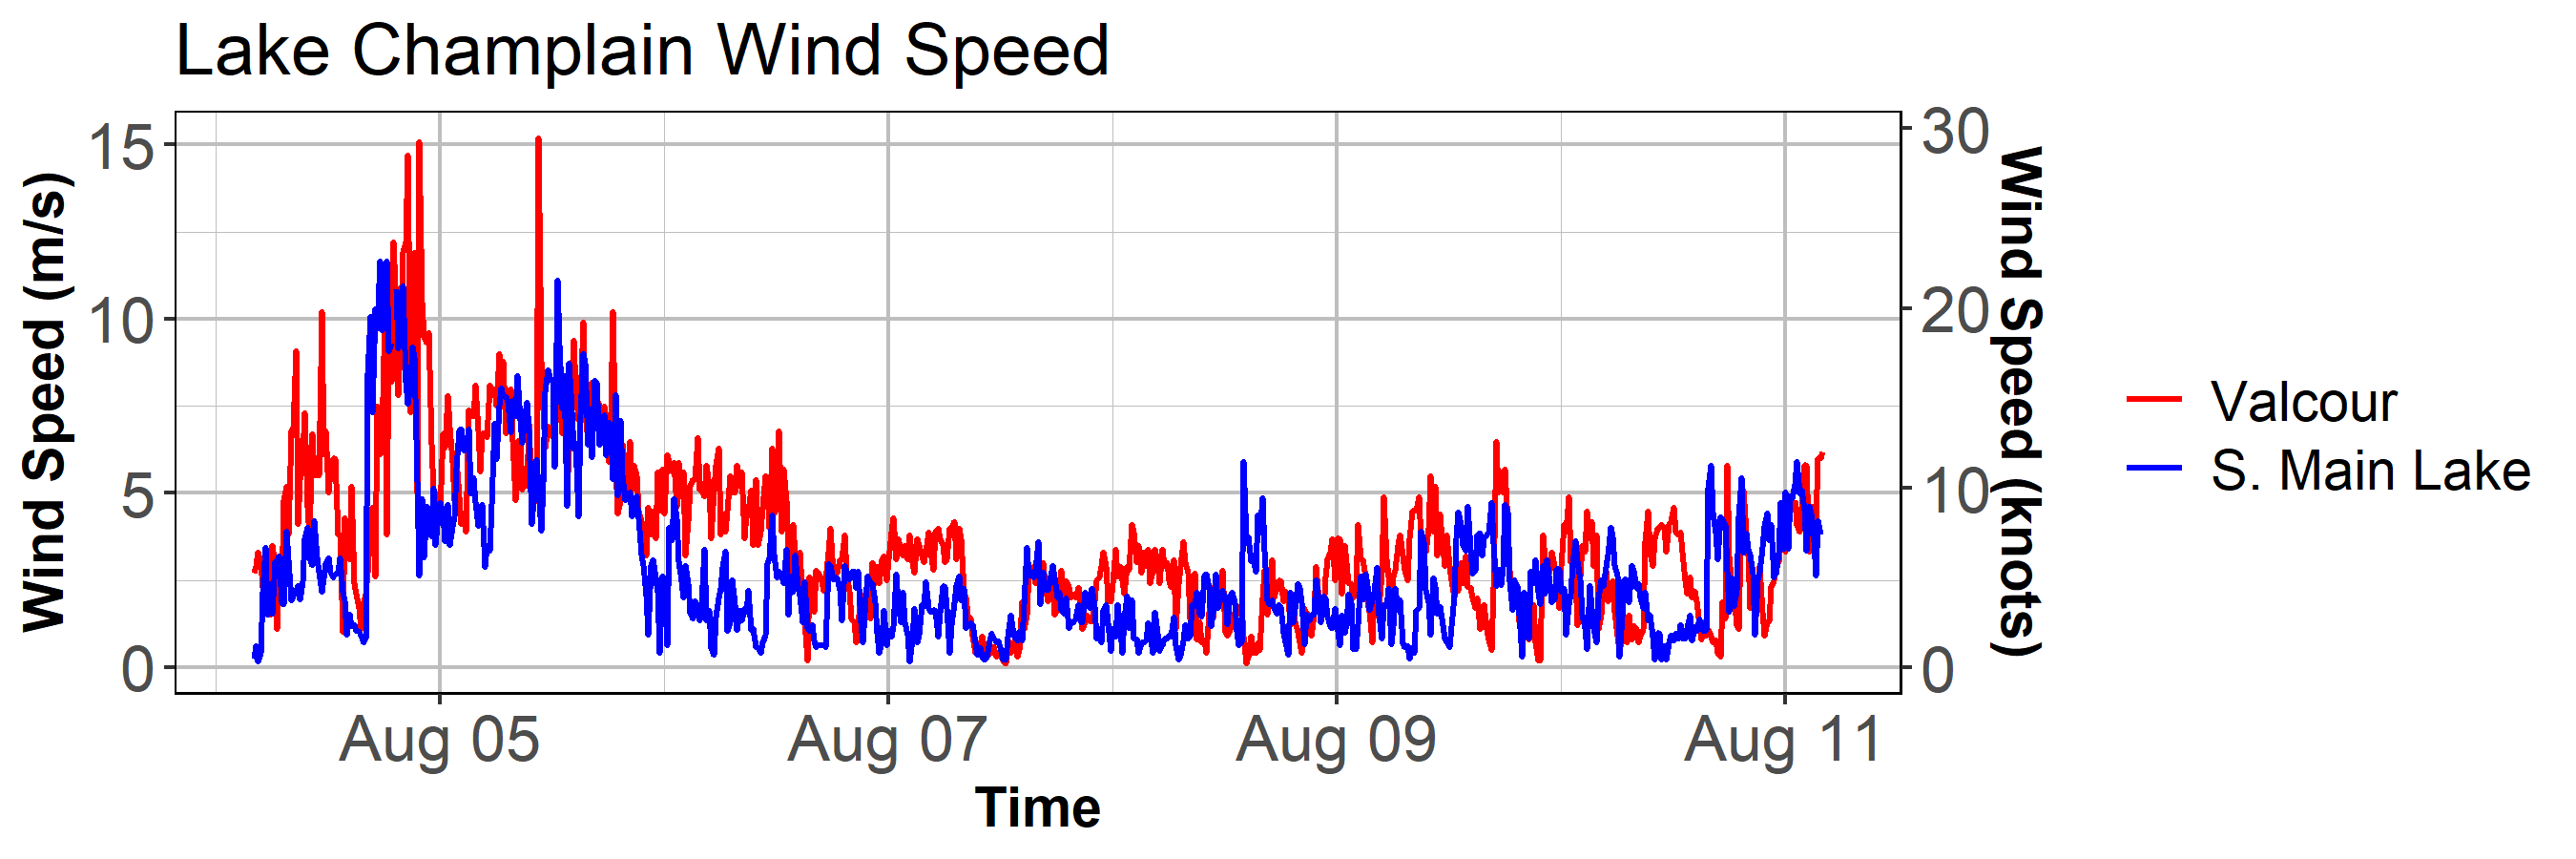 Lake Champlain Wind Speed
Wind Speed (m/s)
15
10
5
0
30
20
10
0
Wind Speed (knots)
Aug 05
Aug 07
Aug 09
Aug 11
Time
Valcour
S. Main Lake